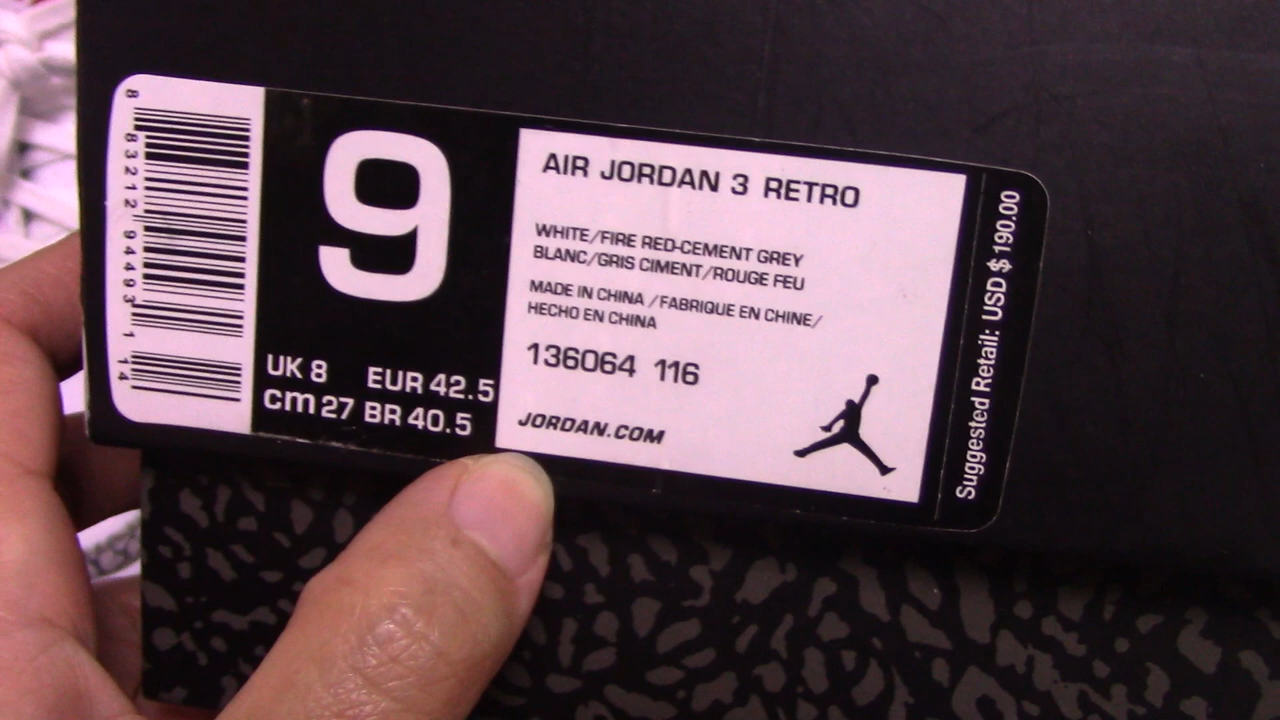 8 83212 94493 1 14
9
UK 8 EUR 42.5
cm 27 BR 40.5
AIR JORDAN 3 RETRO
WHITE/FIRE RED-CEMENT GREY
BLANC/GRIS CIMENT/ROUGE FEU
MADE IN CHINA /FABRIQUE EN CHINE/
HECHO EN CHINA
136064 116
JORDAN.COM
Suggested Retail: USD $ 190.00